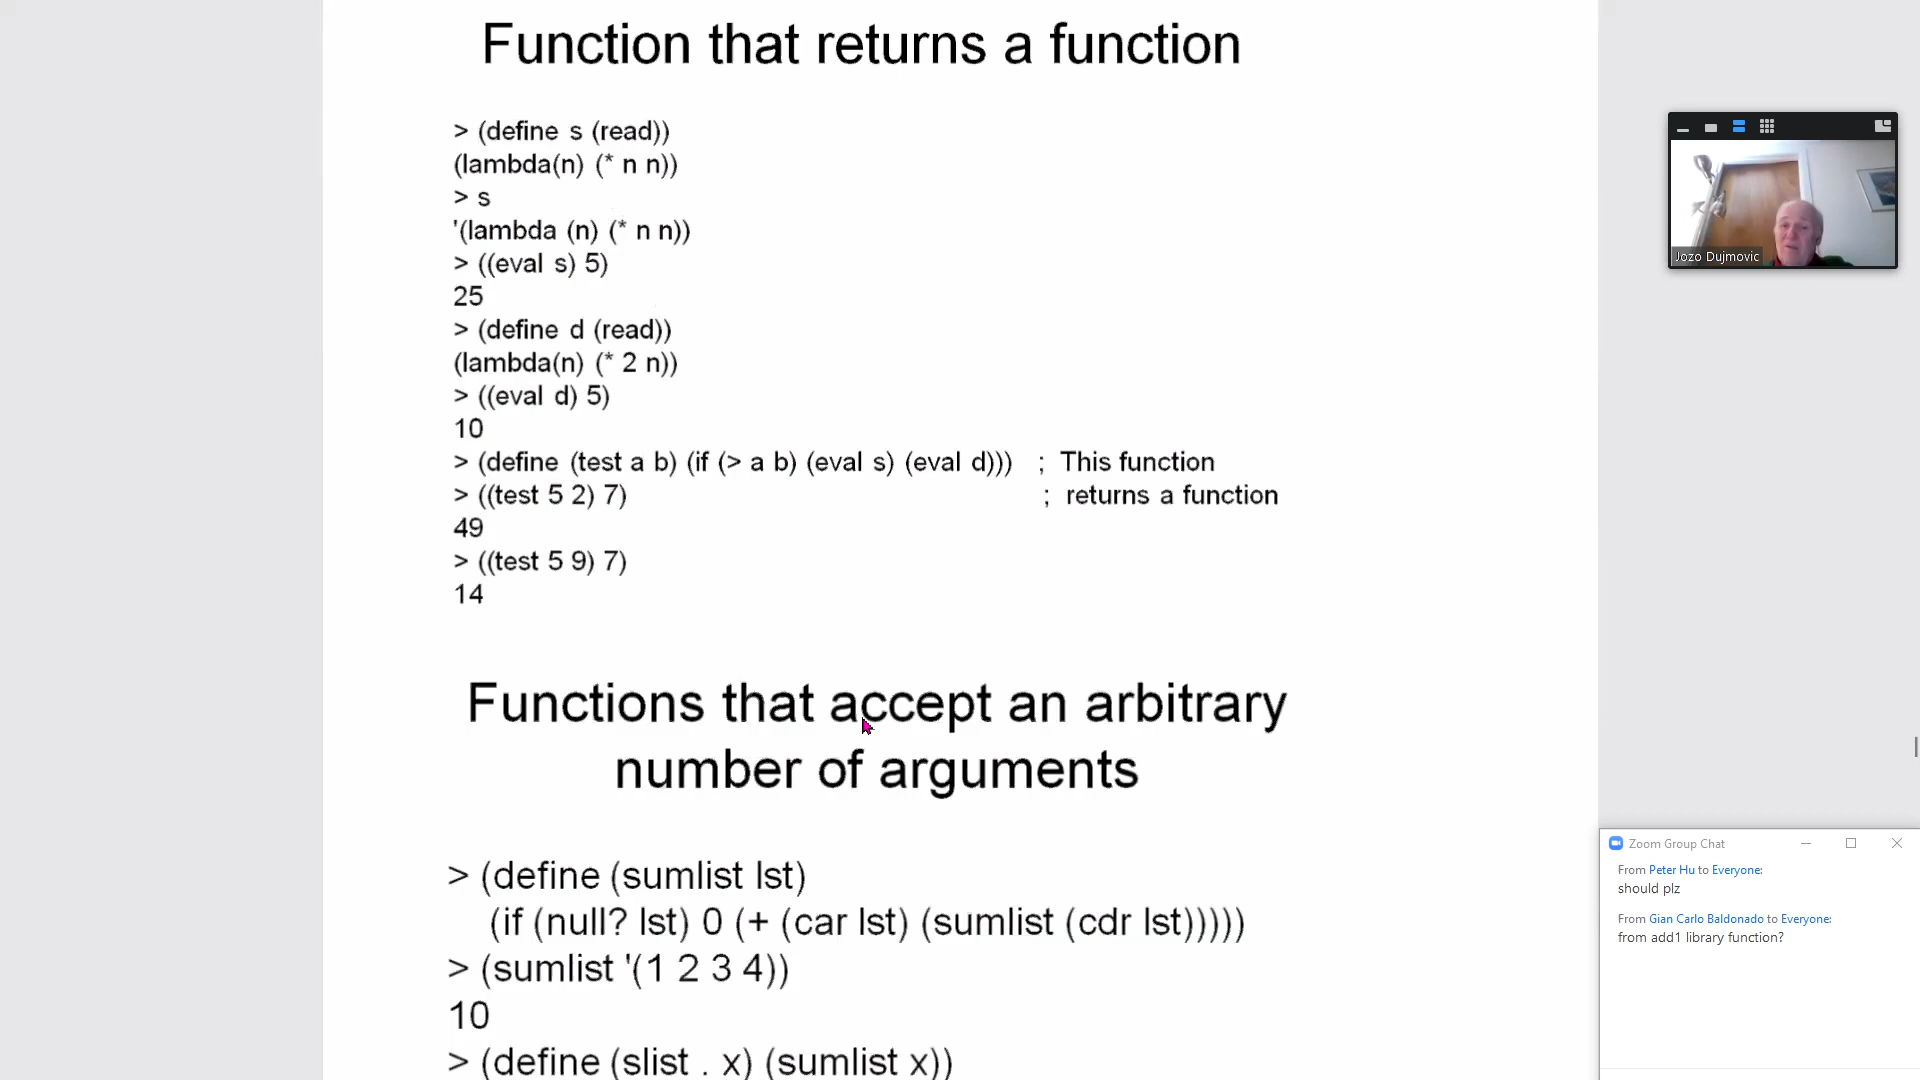 Function that returns a function
> (define s (read))
(lambda(n) (* n n))
> s
'(lambda (n) (* n n))
> ((eval s) 5)
25
> (define d (read))
(lambda(n) (* 2 n))
> ((eval d) 5)
10
> (define (test a b) (if (> a b) (eval s) (eval d))) ; This function
> ((test 5 2) 7) ; returns a function
49
> ((test 5 9) 7)
14
Functions that accept an arbitrary
number of arguments
> (define (sumlist lst)
(if (null? lst) 0 (+ (car lst) (sumlist (cdr lst)))))
> (sumlist '(1 2 3 4))
10
> (define (slist . x) (sumlist x))
Jozo Dujmovic
Zoom Group Chat
From Peter Hu to Everyone:
should plz
From Gian Carlo Baldonado to Everyone:
from add1 library function?